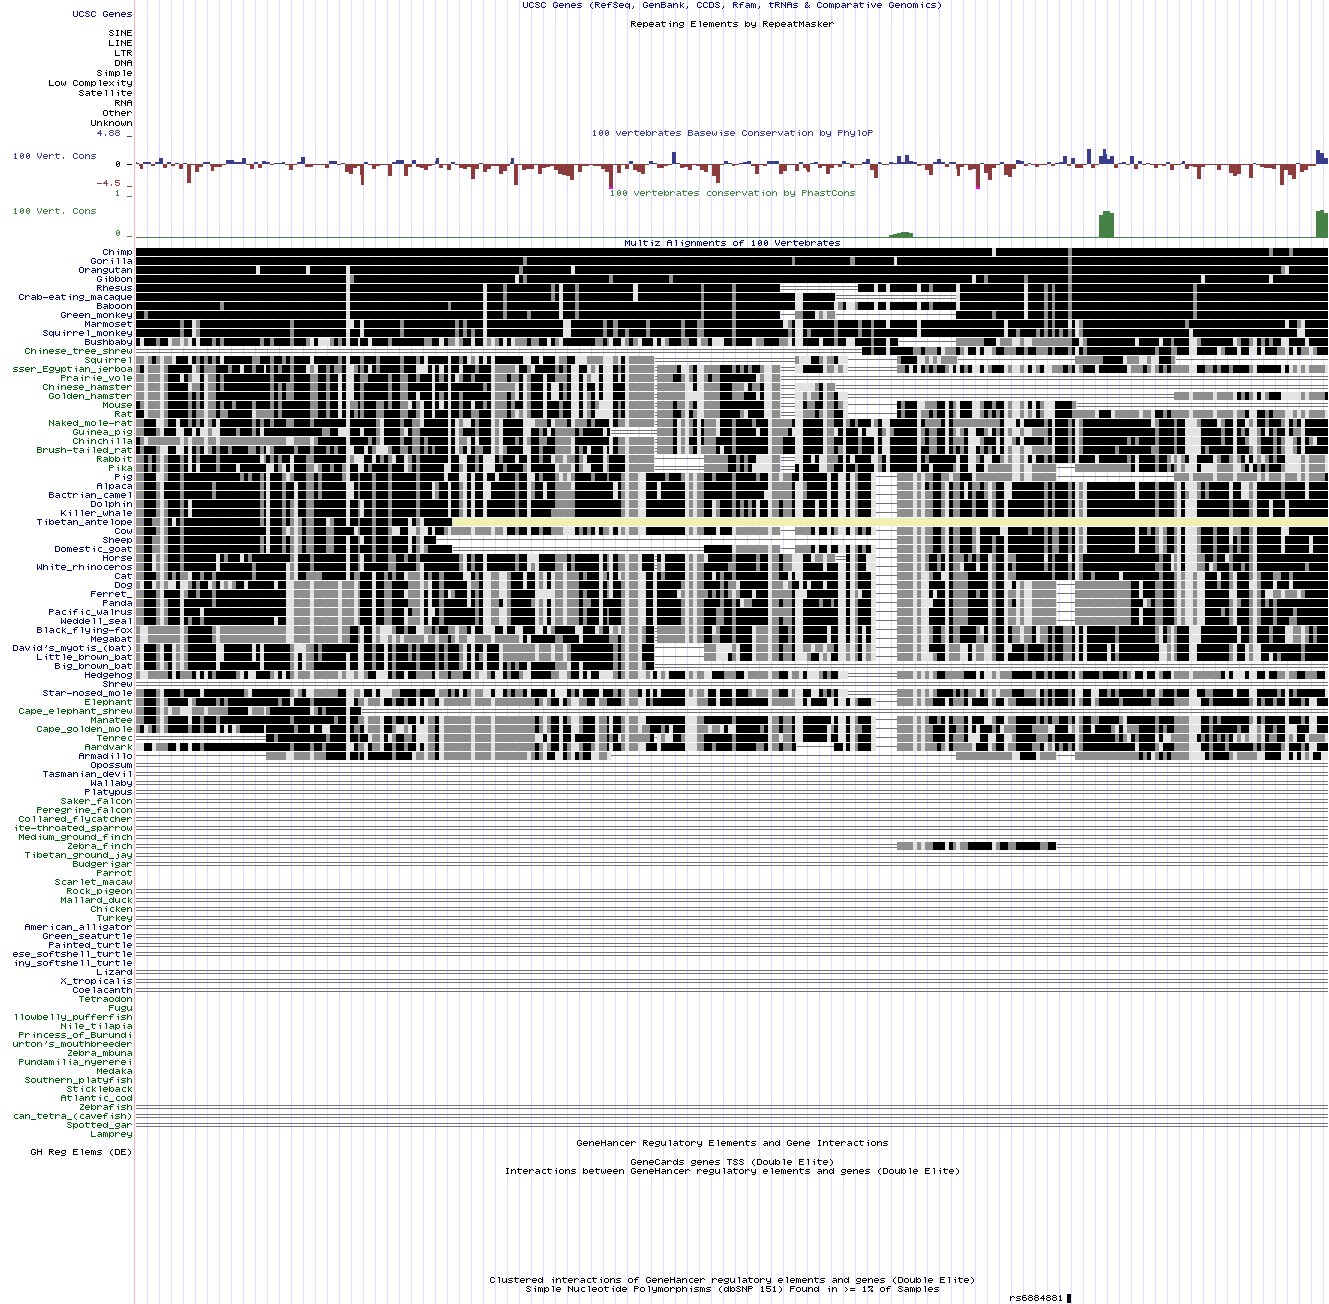 UCSC Genes (RefSeq, GenBank, CCDS, Rfam, tRNAs & Comparative Genomics)
UCSC Genes
Repeating Elements by RepeatMasker
SINE
LINE
LTR
DNA
Simple
Low Complexity
Satellite
RNA
Other
Unknown
4.88 _
100 vertebrates Basewise Conservation by PhyloP
100 Vert. Cons
0 _
-4.5 _
100 vertebrates conservation by PhastCons
1 _
100 Vert. Cons
0 _
Multiz Alignments of 100 Vertebrates
Chimp
Gorilla
Orangutan
Gibbon
Rhesus
Crab-eating_macaque
Baboon
Green_monkey
Marmoset
Squirrel_monkey
Bushbaby
Chinese_tree_shrew
Squirrel
sser_Egyptian_jerboa
Prairie_vole
Chinese_hamster
Golden_hamster
Mouse
Rat
Naked_mole-rat
Guinea_pig
Chinchilla
Brush-tailed_rat
Rabbit
Pika
Pig
Alpaca
Bactrian_camel
Dolphin
Killer_whale
Tibetan_antelope
Cow
Sheep
Domestic_goat
Horse
White_rhinoceros
Cat
Dog
Ferret_
Panda
Pacific_walrus
Weddell_seal
Black_flying-fox
Megabat
David's_myotis_(bat)
Little_brown_bat
Big_brown_bat
Hedgehog
Shrew
Star-nosed_mole
Elephant
Cape_elephant_shrew
Manatee
Cape_golden_mole
Tenrec
Aardvark
Armadillo
Opossum
Tasmanian_devil
Wallaby
Platypus
Saker_falcon
Peregrine_falcon
Collared_flycatcher
ite-throated_sparrow
Medium_ground_finch
Zebra_finch
Tibetan_ground_jay
Budgerigar
Parrot
Scarlet_macaw
Rock_pigeon
Mallard_duck
Chicken
Turkey
American_alligator
Green_seaturtle
Painted_turtle
ese_softshell_turtle
iny_softshell_turtle
Lizard
X_tropicalis
Coelacanth
Tetraodon
Fugu
llowbelly_pufferfish
Nile_tilapia
Princess_of_Burundi
urton's_mouthbreeder
Zebra_mbuna
Pundamilia_nyererei
Medaka
Southern_platyfish
Stickleback
Atlantic_cod
Zebrafish
can_tetra_(cavefish)
Spotted_gar
Lamprey
GeneHancer Regulatory Elements and Gene Interactions
GH Reg Elems (DE)
GeneCards genes TSS (Double Elite)
Interactions between GeneHancer regulatory elements and genes (Double Elite)
Clustered interactions of GeneHancer regulatory elements and genes (Double Elite)
Simple Nucleotide Polymorphisms (dbSNP 151) Found in >= 1% of Samples
rs6884881